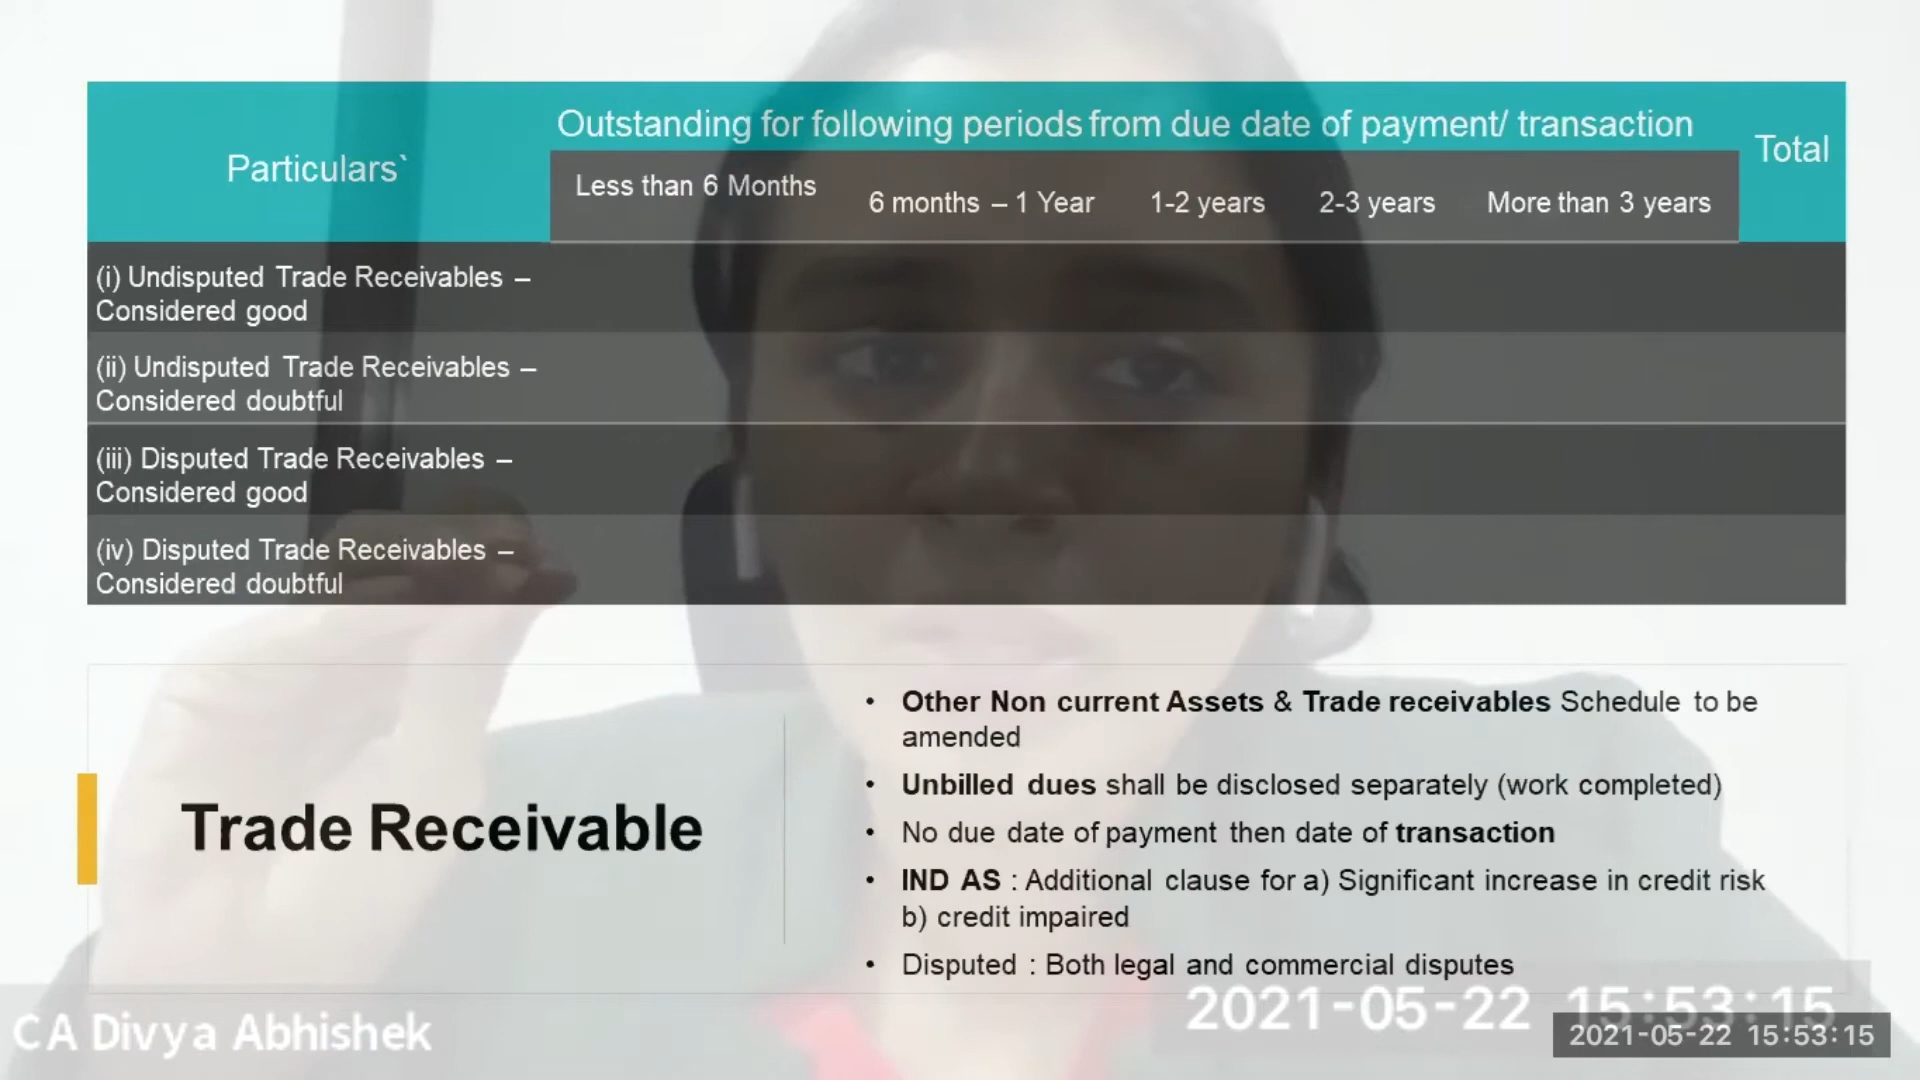 Outstanding for following periods from due date of payment/ transaction
Particulars`
Total
Less than 6 Months
6 months – 1 Year
1-2 years
2-3 years
More than 3 years
(i) Undisputed Trade Receivables –
Considered good
(ii) Undisputed Trade Receivables –
Considered doubtful
(iii) Disputed Trade Receivables –
Considered good
(iv) Disputed Trade Receivables –
Considered doubtful
Trade Receivable
• Other Non current Assets & Trade receivables Schedule to be
amended
• Unbilled dues shall be disclosed separately (work completed)
• No due date of payment then date of transaction
• IND AS : Additional clause for a) Significant increase in credit risk
b) credit impaired
• Disputed : Both legal and commercial disputes
CA Divya Abhishek
2021-05-22 15:53:15
2021-05-22 15:53:15